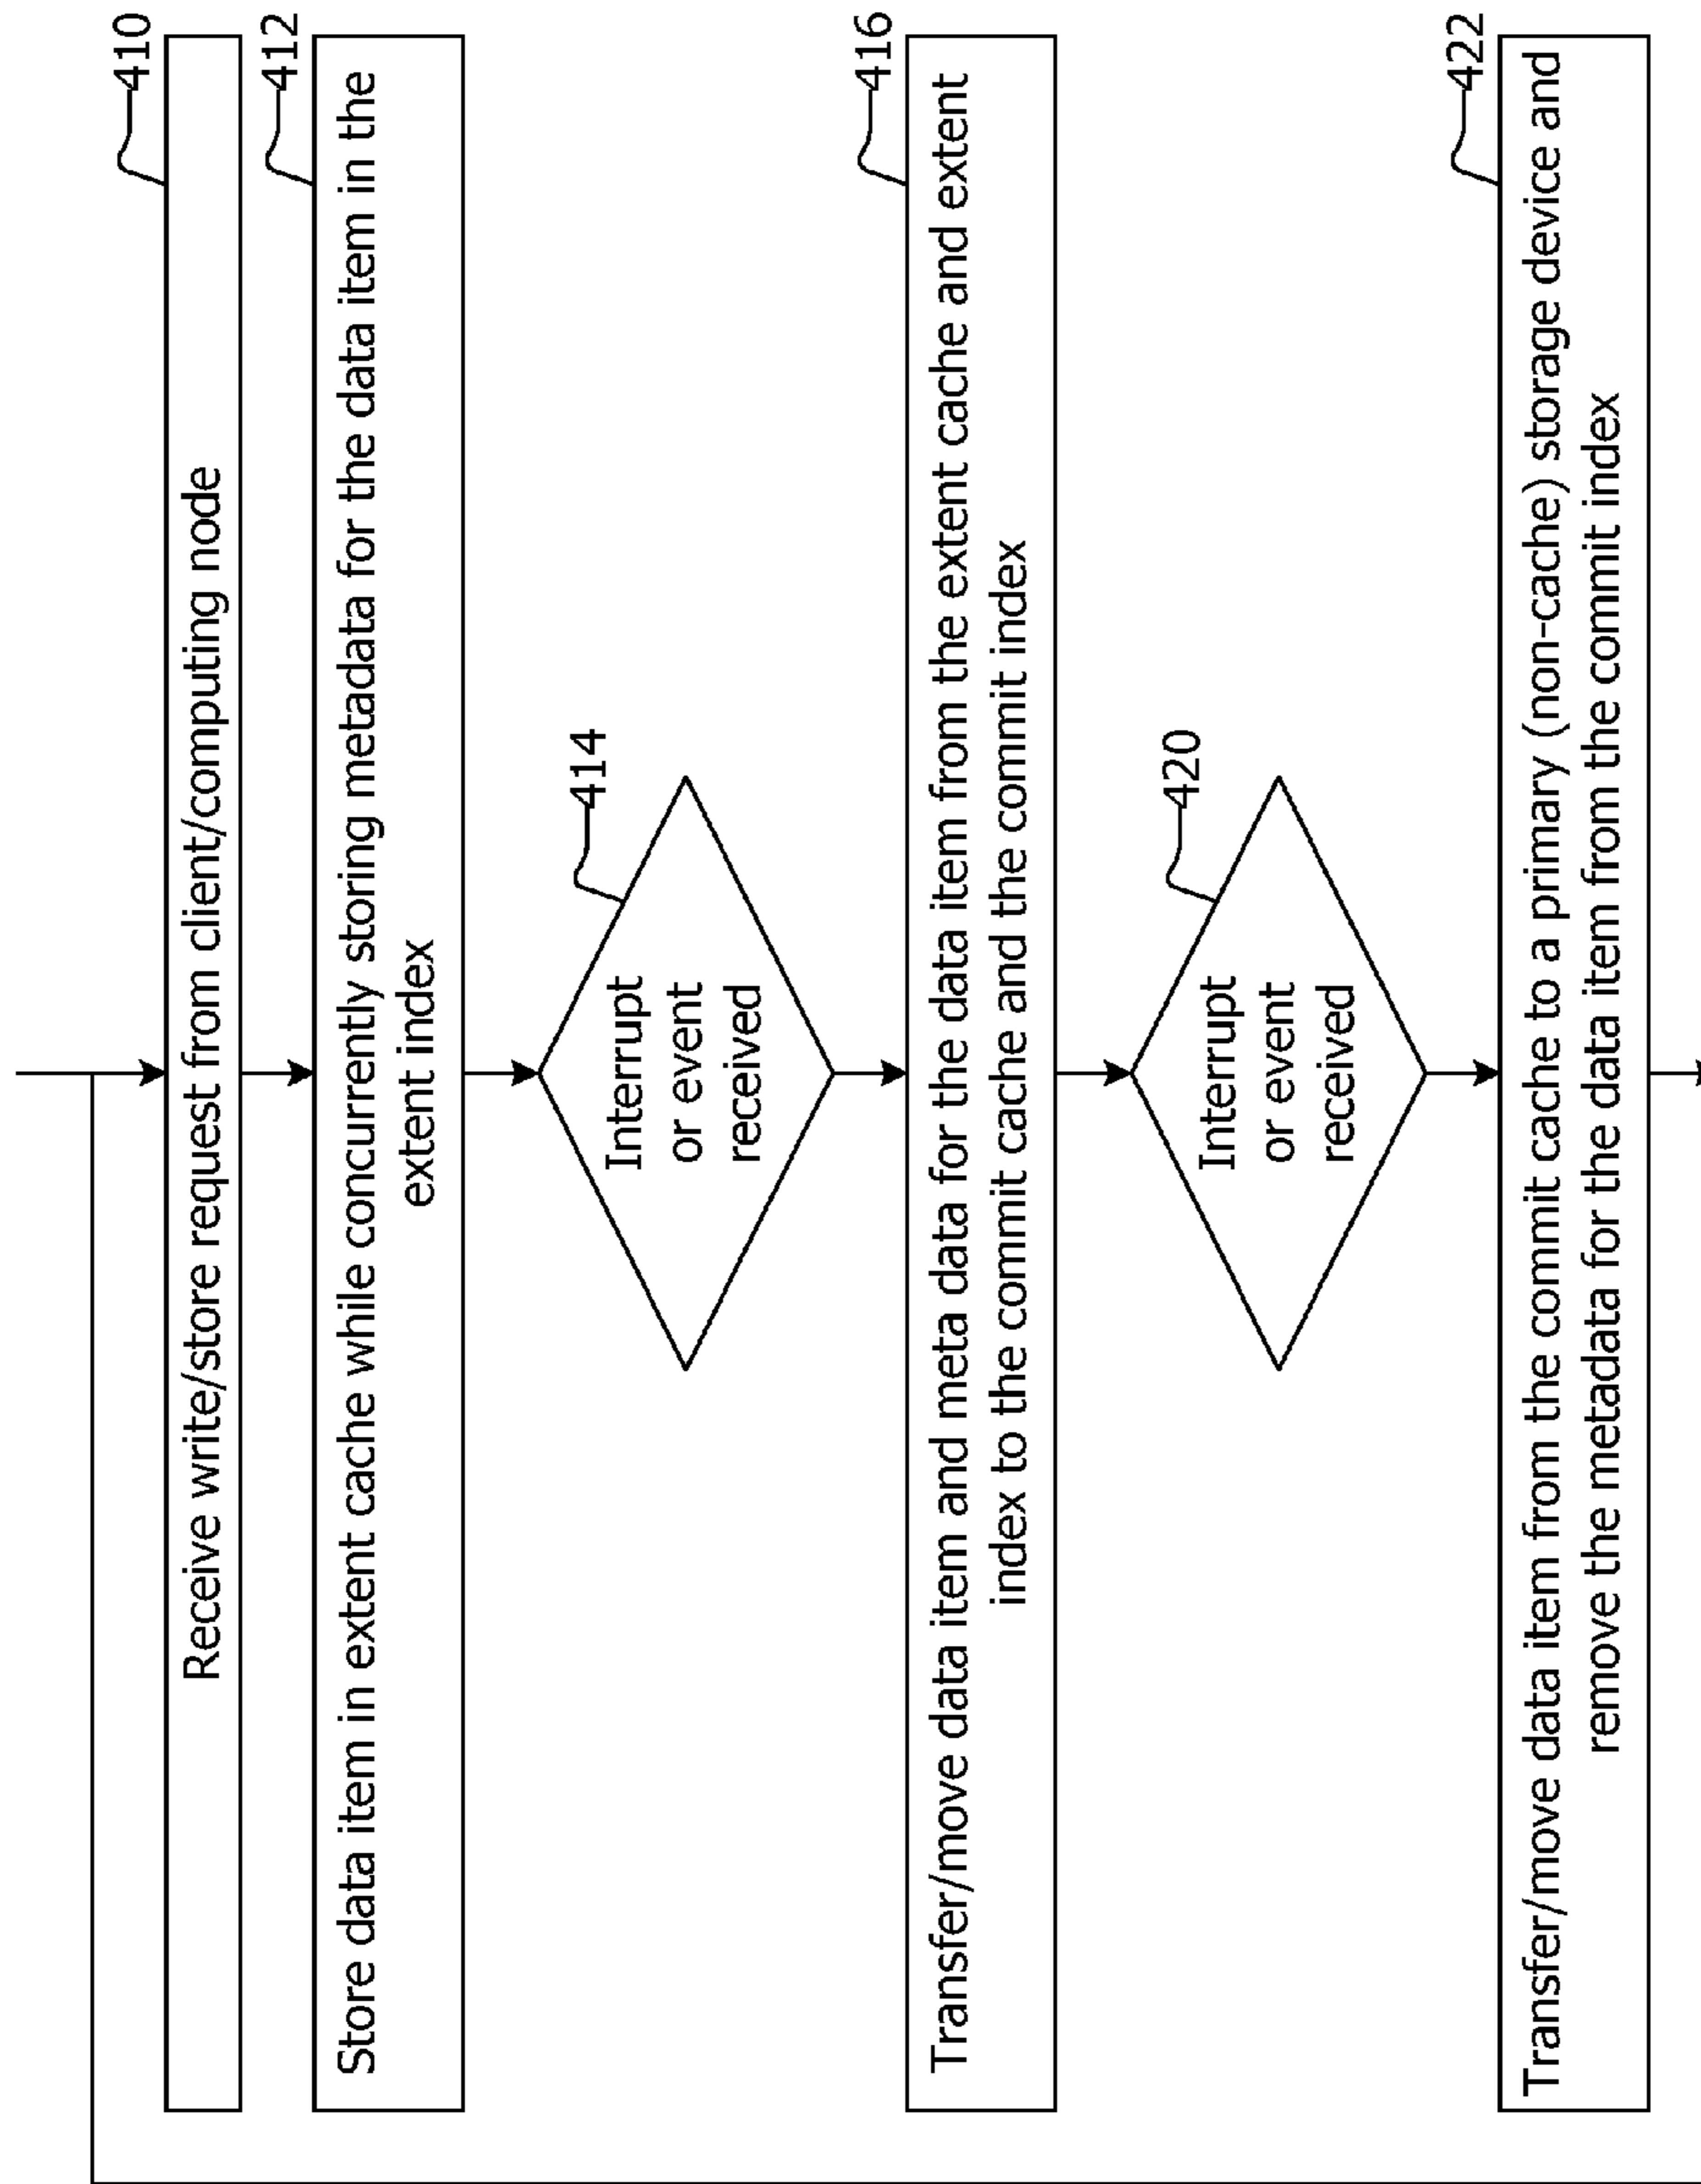 410
Receive write/store request from client/computing node
412
Store data item in extent cache while concurrently storing metadata for the data item in the
extent index
414
Interrupt
or event
received
416
Transfer/move data item and meta data for the data item from the extent cache and extent
index to the commit cache and the commit index
420
Interrupt
or event
received
422
Transfer/move data item from the commit cache to a primary (non-cache) storage device and
remove the metadata for the data item from the commit index